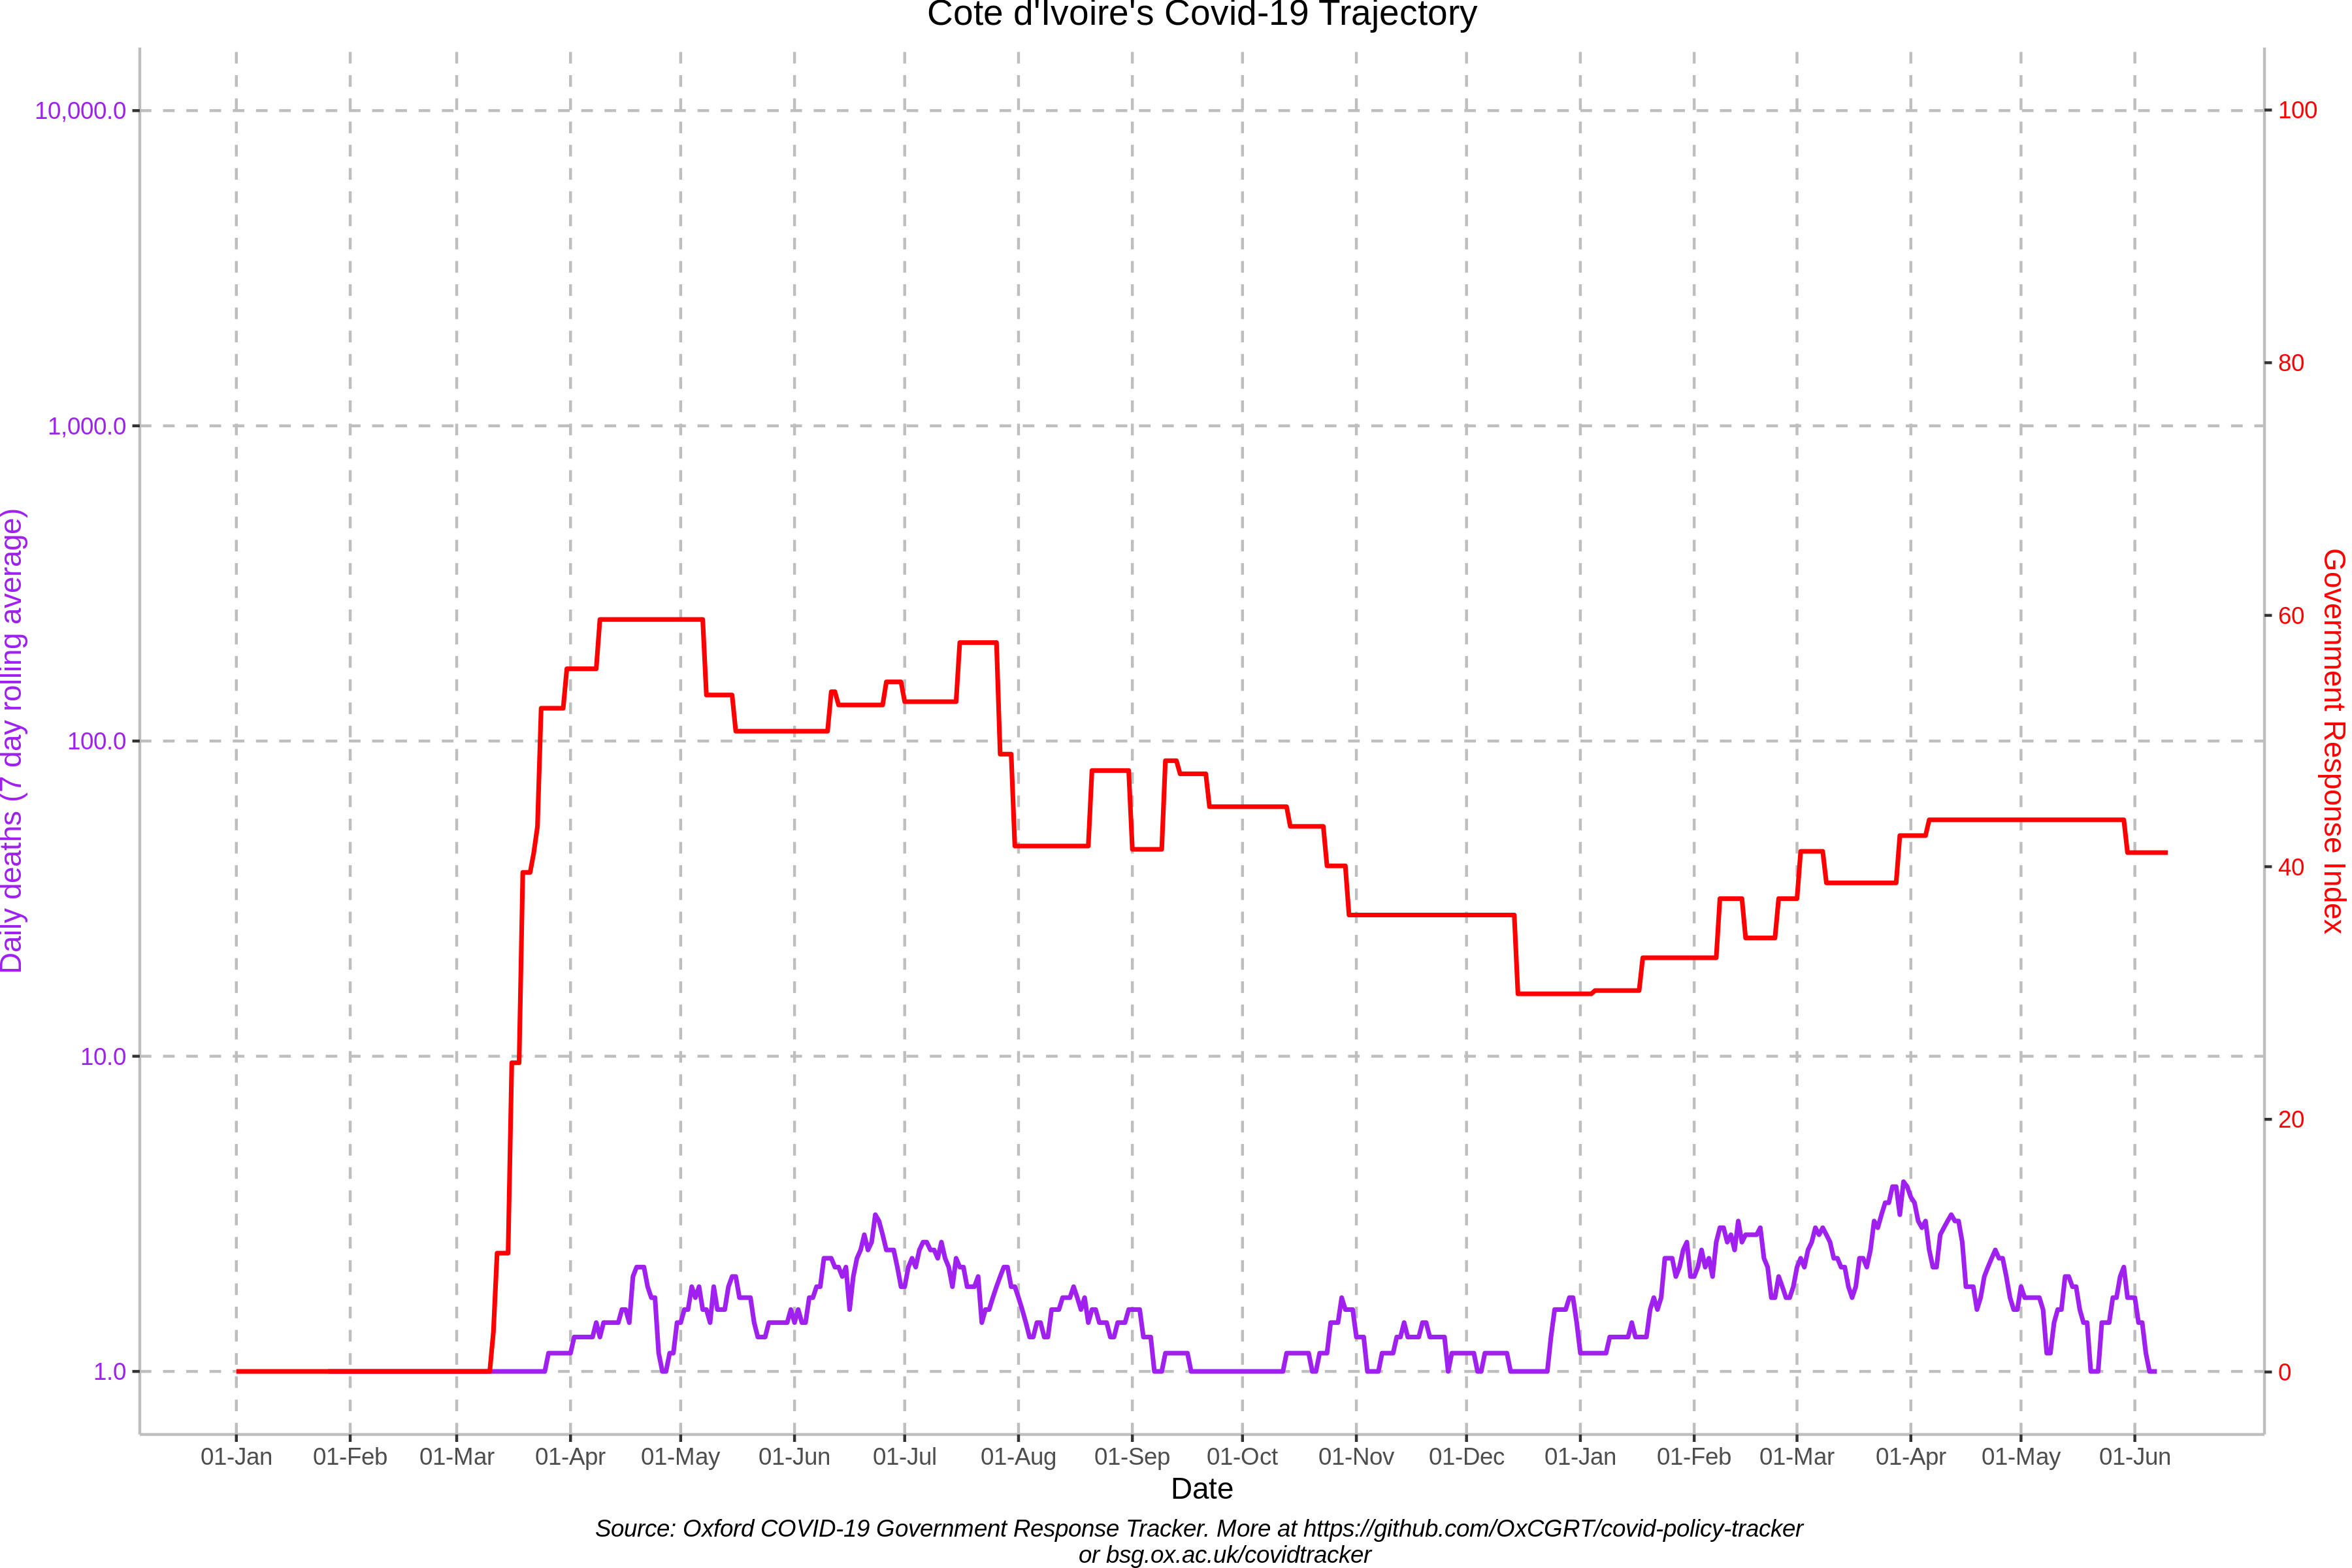 Cote d'Ivoire's Covid-19 Trajectory
10,000.0
1,000.0
100.0
10.0
1.0
Daily deaths (7 day rolling average)
100
80
60
40
20
0
Government Response Index
01-Jan 01-Feb 01-Mar 01-Apr 01-May 01-Jun 01-Jul 01-Aug 01-Sep 01-Oct 01-Nov 01-Dec 01-Jan 01-Feb 01-Mar 01-Apr 01-May 01-Jun
Date
Source: Oxford COVID-19 Government Response Tracker. More at https://github.com/OxCGRT/covid-policy-tracker
or bsg.ox.ac.uk/covidtracker